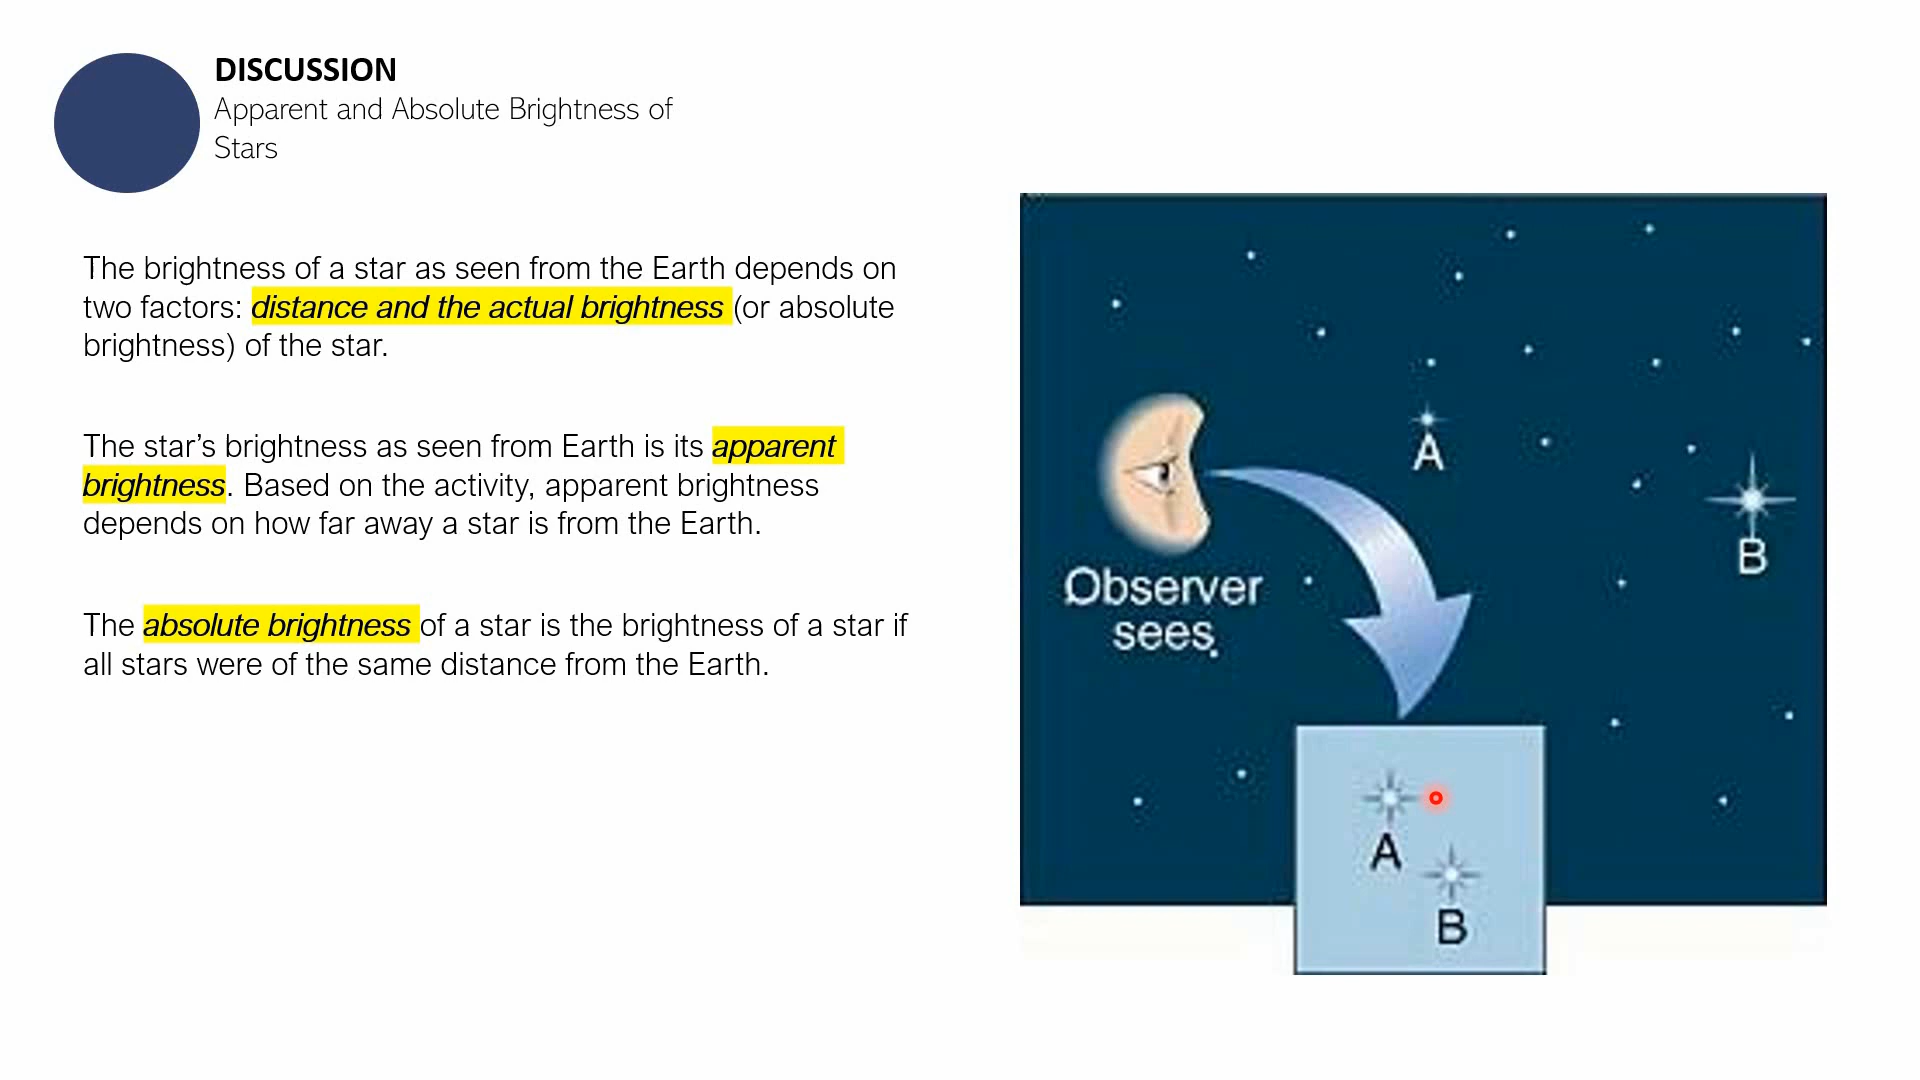 DISCUSSION
Apparent and Absolute Brightness of
Stars
The brightness of a star as seen from the Earth depends on
two factors: distance and the actual brightness (or absolute
brightness) of the star.
The star’s brightness as seen from Earth is its apparent
brightness. Based on the activity, apparent brightness
depends on how far away a star is from the Earth.
The absolute brightness of a star is the brightness of a star if
all stars were of the same distance from the Earth.
A
B
Observer
sees
A
B